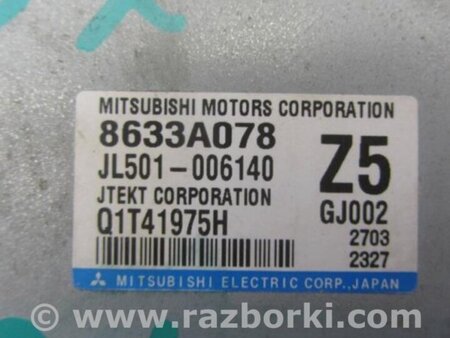 MITSUBISHI MOTORS CORPORATION
8633A078
JL501-006140
Z5
JTEKT CORPORATION
Q1T41975H
GJ002
2703
2327
MITSUBISHI ELECTRIC CORP., JAPAN
© www.razborki.com